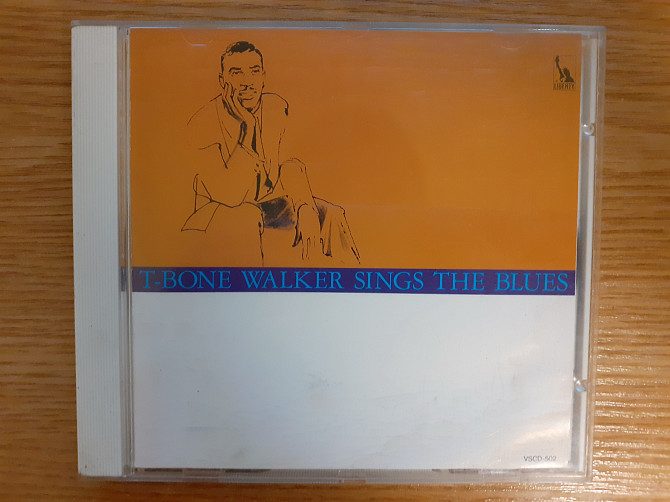 LIBERTY
T-BONE WALKER SINGS THE BLUES
VSCD-502